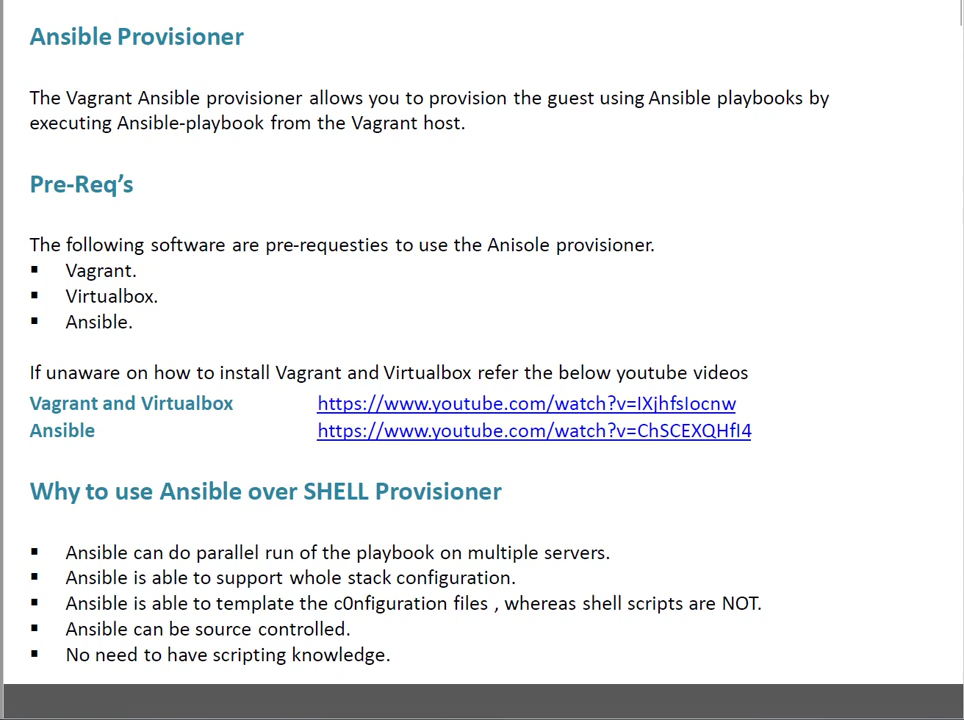 Ansible Provisioner
The Vagrant Ansible provisioner allows you to provision the guest using Ansible playbooks by
executing Ansible-playbook from the Vagrant host.
Pre-Req’s
The following software are pre-requesties to use the Anisole provisioner.
▪ Vagrant.
▪ Virtualbox.
▪ Ansible.
If unaware on how to install Vagrant and Virtualbox refer the below youtube videos
Vagrant and Virtualbox https://www.youtube.com/watch?v=IXjhfsIocnw
Ansible https://www.youtube.com/watch?v=ChSCEXQHfI4
Why to use Ansible over SHELL Provisioner
▪ Ansible can do parallel run of the playbook on multiple servers.
▪ Ansible is able to support whole stack configuration.
▪ Ansible is able to template the c0nfiguration files , whereas shell scripts are NOT.
▪ Ansible can be source controlled.
▪ No need to have scripting knowledge.